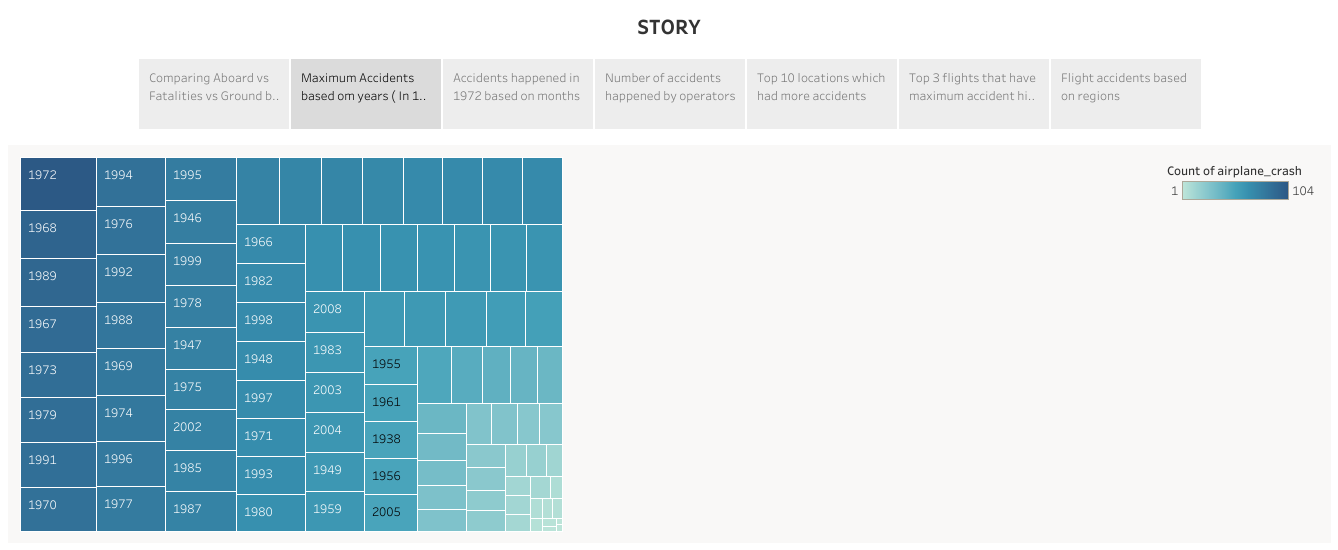 STORY
Comparing Aboard vs
Fatalities vs Ground b..
Maximum Accidents
based om years ( In 1..
Accidents happened in
1972 based on months
Number of accidents
happened by operators
Top 10 locations which
had more accidents
Top 3 flights that have
maximum accident hi..
Flight accidents based
on regions
Count of airplane_crash
1 104
1972
1968
1989
1967
1973
1979
1991
1970
1994
1976
1992
1988
1969
1974
1996
1977
1995
1946
1999
1978
1947
1975
2002
1985
1987
1966
1982
1998
1948
1997
1971
1993
1980
2008
1983
2003
2004
1949
1959
1955
1961
1938
1956
2005